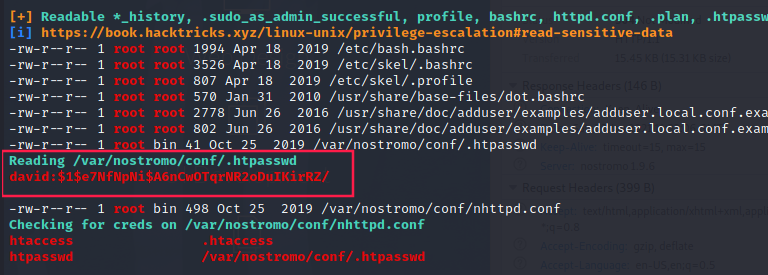 [+] Readable *_history, .sudo_as_admin_successful, profile, bashrc, httpd.conf, .plan, .htpassw
[i] https://book.hacktricks.xyz/linux-unix/privilege-escalation#read-sensitive-data
-rw-r--r-- 1 root root 1994 Apr 18  2019 /etc/bash.bashrc
-rw-r--r-- 1 root root 3526 Apr 18  2019 /etc/skel/.bashrc
-rw-r--r-- 1 root root 807 Apr 18  2019 /etc/skel/.profile
-rw-r--r-- 1 root root 570 Jan 31  2010 /usr/share/base-files/dot.bashrc
-rw-r--r-- 1 root root 2778 Jun 26  2016 /usr/share/doc/adduser/examples/adduser.local.conf.exa
-rw-r--r-- 1 root root 802 Jun 26  2016 /usr/share/doc/adduser/examples/adduser.local.conf.exam
-rw-r--r-- 1 root bin 41 Oct 25  2019 /var/nostromo/conf/.htpasswd
Reading /var/nostromo/conf/.htpasswd
david:$1$e7NfNpNi$A6nCwOTqrNR2oDuIKirRZ/
-rw-r--r-- 1 root bin 498 Oct 25  2019 /var/nostromo/conf/nhttpd.conf
Checking for creds on /var/nostromo/conf/nhttpd.conf
htaccess .htaccess
htpasswd /var/nostromo/conf/.htpasswd
Response Headers (146 B)
Request Headers (399 B)